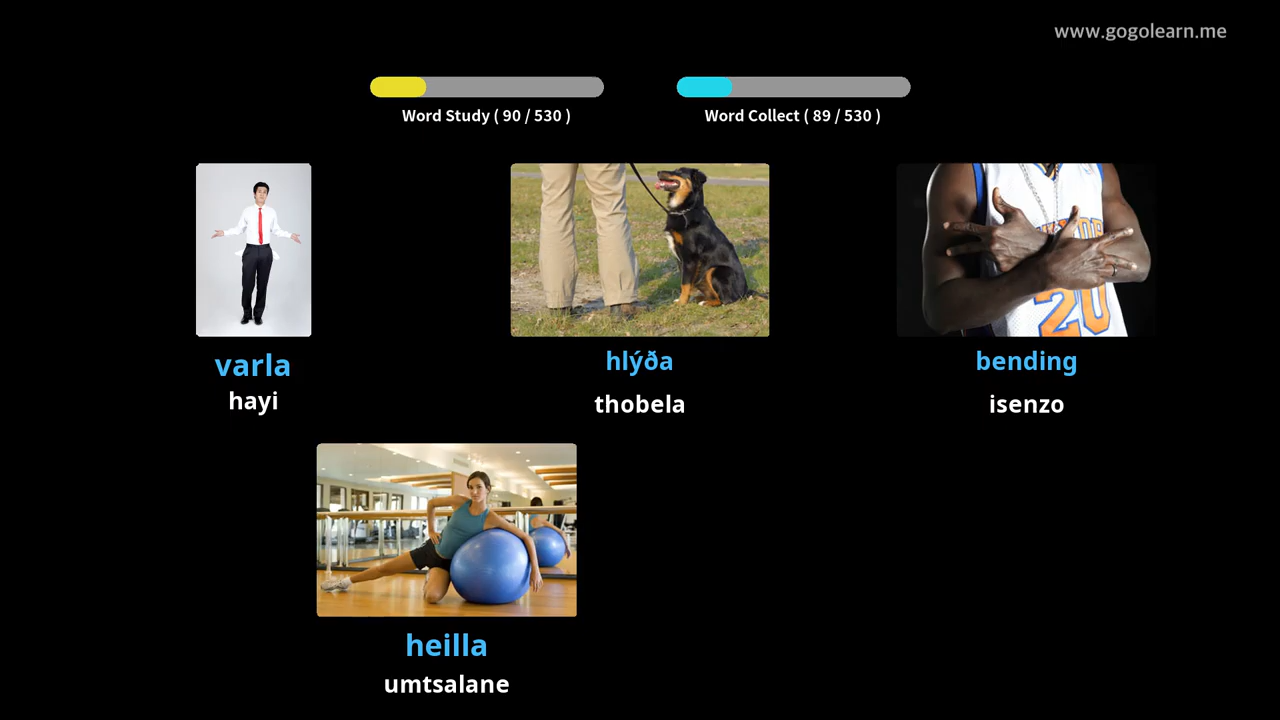 www.gogolearn.me
Word Study ( 90 / 530 )
Word Collect ( 89 / 530 )
20
varla
hayi
hlýða
thobela
bending
isenzo
heilla
umtsalane